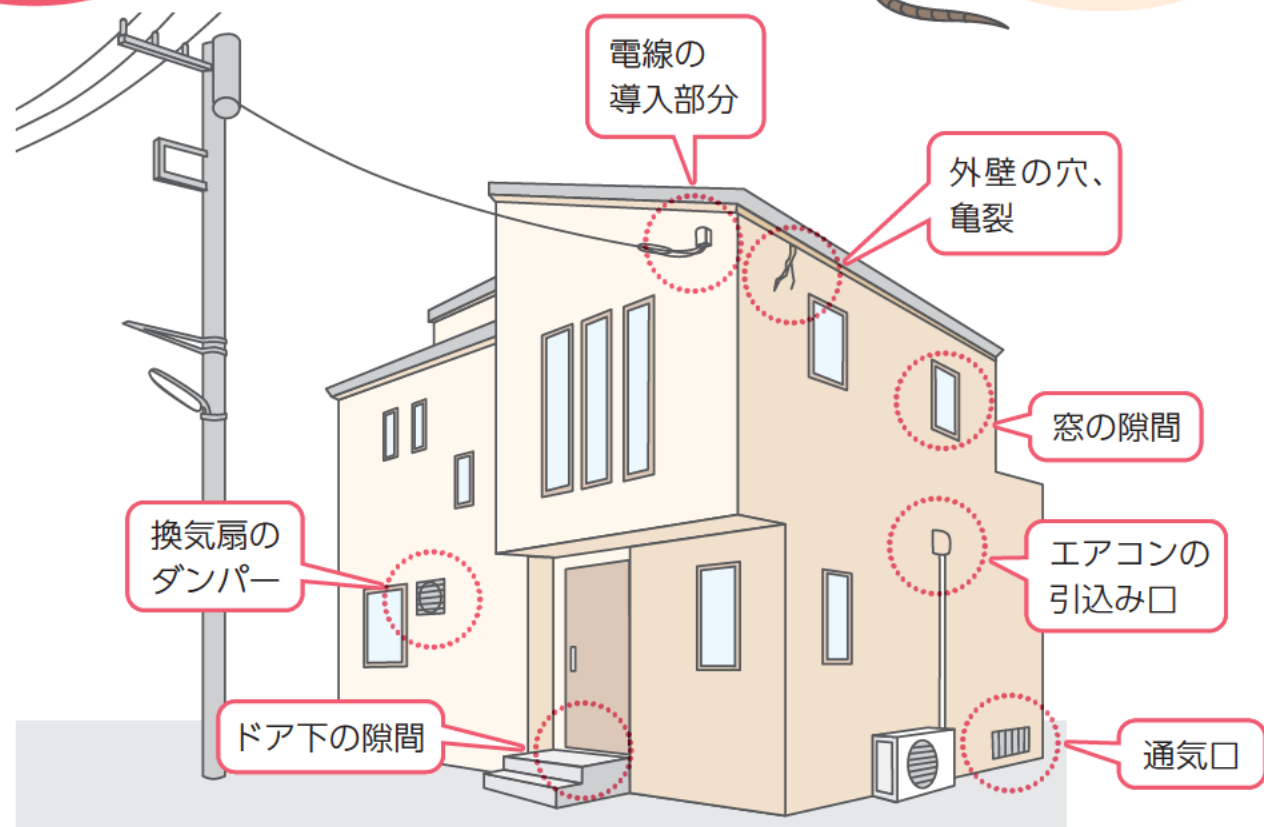 電線の
導入部分
外壁の穴、
亀裂
窓の隙間
換気扇の
ダンパー
エアコンの
引込み口
ドア下の隙間
通気口